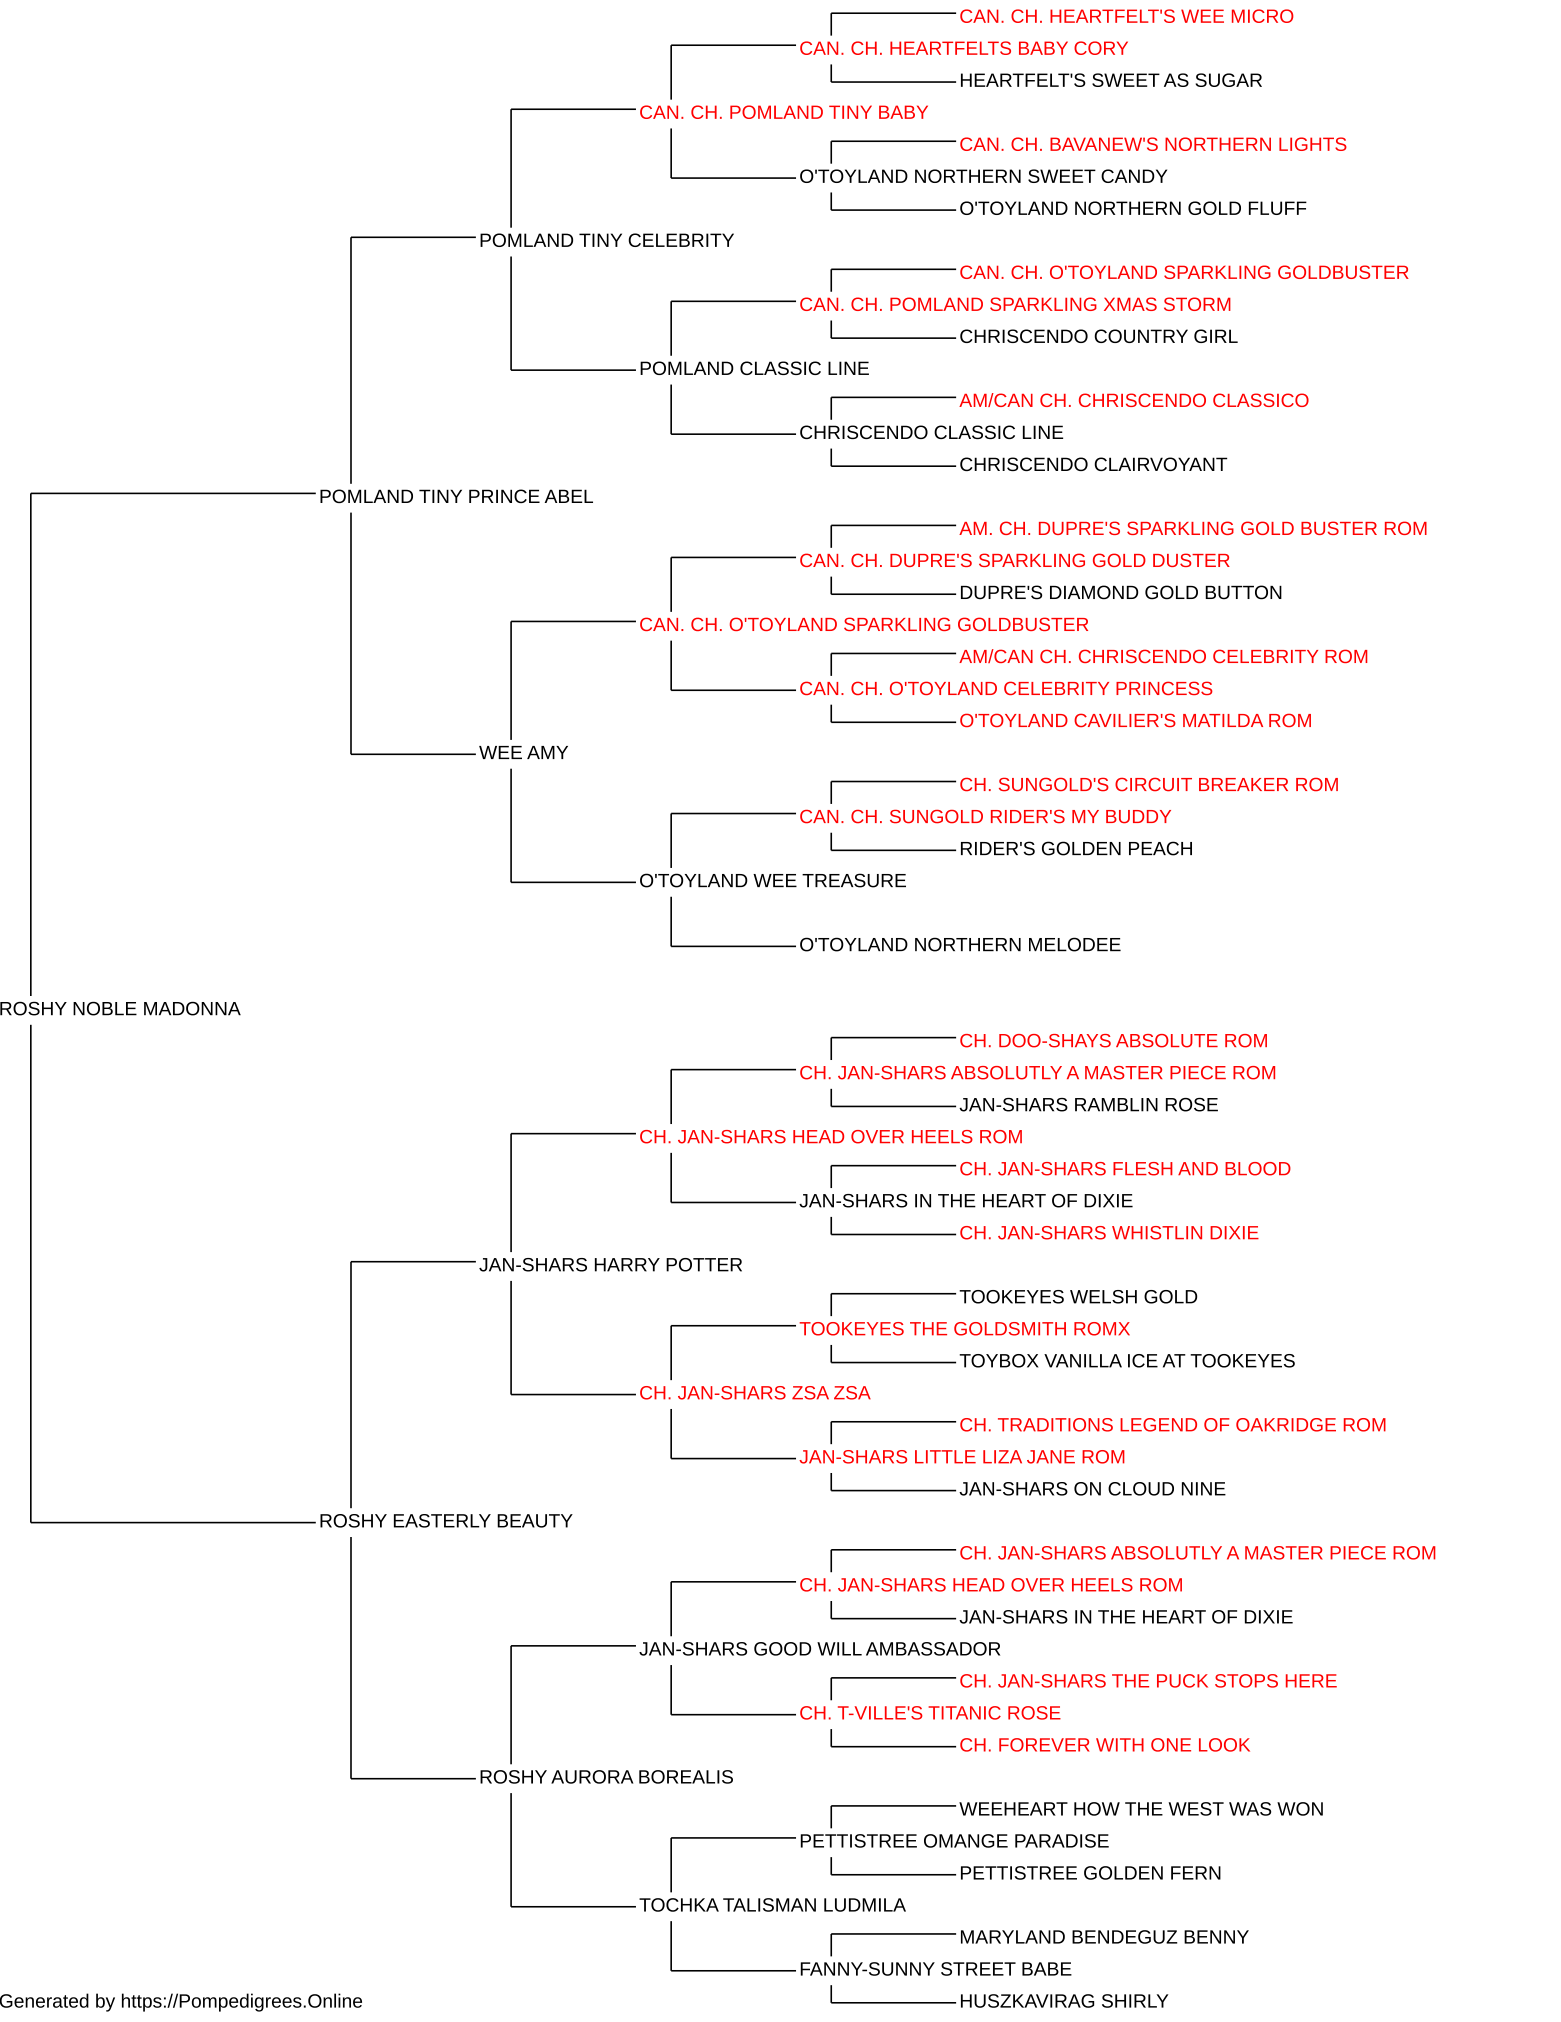 CAN. CH. HEARTFELT'S WEE MICRO
CAN. CH. HEARTFELTS BABY CORY
HEARTFELT'S SWEET AS SUGAR
CAN. CH. POMLAND TINY BABY
CAN. CH. BAVANEW'S NORTHERN LIGHTS
O'TOYLAND NORTHERN SWEET CANDY
O'TOYLAND NORTHERN GOLD FLUFF
POMLAND TINY CELEBRITY
CAN. CH. O'TOYLAND SPARKLING GOLDBUSTER
CAN. CH. POMLAND SPARKLING XMAS STORM
CHRISCENDO COUNTRY GIRL
POMLAND CLASSIC LINE
AM/CAN CH. CHRISCENDO CLASSICO
CHRISCENDO CLASSIC LINE
CHRISCENDO CLAIRVOYANT
POMLAND TINY PRINCE ABEL
AM. CH. DUPRE'S SPARKLING GOLD BUSTER ROM
CAN. CH. DUPRE'S SPARKLING GOLD DUSTER
DUPRE'S DIAMOND GOLD BUTTON
CAN. CH. O'TOYLAND SPARKLING GOLDBUSTER
AM/CAN CH. CHRISCENDO CELEBRITY ROM
CAN. CH. O'TOYLAND CELEBRITY PRINCESS
O'TOYLAND CAVILIER'S MATILDA ROM
WEE AMY
CH. SUNGOLD'S CIRCUIT BREAKER ROM
CAN. CH. SUNGOLD RIDER'S MY BUDDY
RIDER'S GOLDEN PEACH
O'TOYLAND WEE TREASURE
O'TOYLAND NORTHERN MELODEE
ROSHY NOBLE MADONNA
CH. DOO-SHAYS ABSOLUTE ROM
CH. JAN-SHARS ABSOLUTLY A MASTER PIECE ROM
JAN-SHARS RAMBLIN ROSE
CH. JAN-SHARS HEAD OVER HEELS ROM
CH. JAN-SHARS FLESH AND BLOOD
JAN-SHARS IN THE HEART OF DIXIE
CH. JAN-SHARS WHISTLIN DIXIE
JAN-SHARS HARRY POTTER
TOOKEYES WELSH GOLD
TOOKEYES THE GOLDSMITH ROMX
TOYBOX VANILLA ICE AT TOOKEYES
CH. JAN-SHARS ZSA ZSA
CH. TRADITIONS LEGEND OF OAKRIDGE ROM
JAN-SHARS LITTLE LIZA JANE ROM
JAN-SHARS ON CLOUD NINE
ROSHY EASTERLY BEAUTY
CH. JAN-SHARS ABSOLUTLY A MASTER PIECE ROM
CH. JAN-SHARS HEAD OVER HEELS ROM
JAN-SHARS IN THE HEART OF DIXIE
JAN-SHARS GOOD WILL AMBASSADOR
CH. JAN-SHARS THE PUCK STOPS HERE
CH. T-VILLE'S TITANIC ROSE
CH. FOREVER WITH ONE LOOK
ROSHY AURORA BOREALIS
WEEHEART HOW THE WEST WAS WON
PETTISTREE OMANGE PARADISE
PETTISTREE GOLDEN FERN
TOCHKA TALISMAN LUDMILA
MARYLAND BENDEGUZ BENNY
FANNY-SUNNY STREET BABE
HUSZKAVIRAG SHIRLY
Generated by https://Pompedigrees.Online